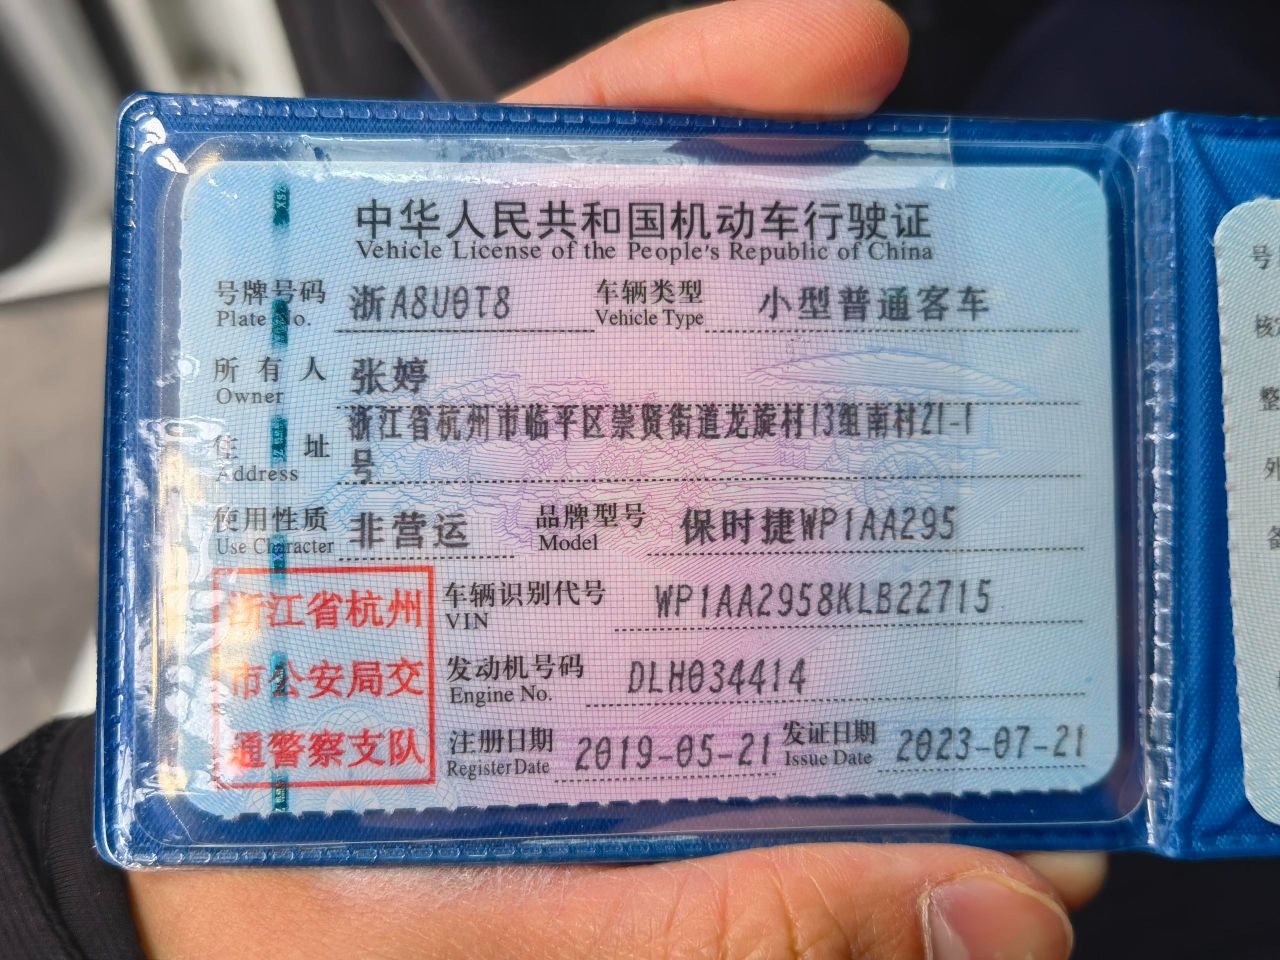 中华人民共和国机动车行驶证
Vehicle License of the People's Republic of China
号牌号码 浙A8U0T8 车辆类型 小型普通客车
Plate No. Vehicle Type
所有人 张婷
Owner
住址 浙江省杭州市临平区崇贤街道龙旋村13组南村21-1
Address 号
使用性质 非营运 品牌型号 保时捷WP1AA295
Use Character Model
浙江省杭州 车辆识别代号 WP1AA2958KLB22715
VIN
市公安局交 发动机号码 DLH034414
Engine No.
通警察支队 注册日期 2019-05-21 发证日期 2023-07-21
Register Date Issue Date
号
核
整
备